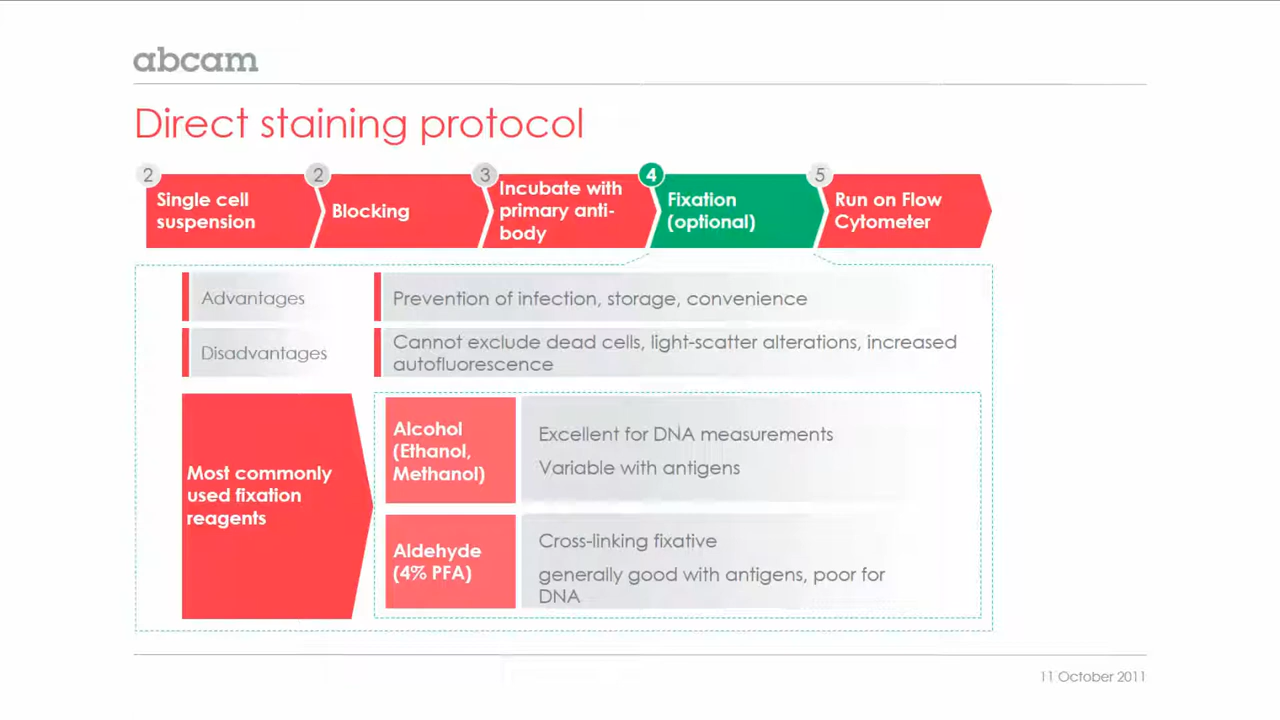 abcam
Direct staining protocol
2
Single cell
suspension
2
Blocking
3
Incubate with
primary anti-
body
4
Fixation
(optional)
5
Run on Flow
Cytometer
Advantages
Prevention of infection, storage, convenience
Disadvantages
Cannot exclude dead cells, light-scatter alterations, increased
autofluorescence
Most commonly
used fixation
reagents
Alcohol
(Ethanol,
Methanol)
Excellent for DNA measurements
Variable with antigens
Aldehyde
(4% PFA)
Cross-linking fixative
generally good with antigens, poor for
DNA
11 October 2011